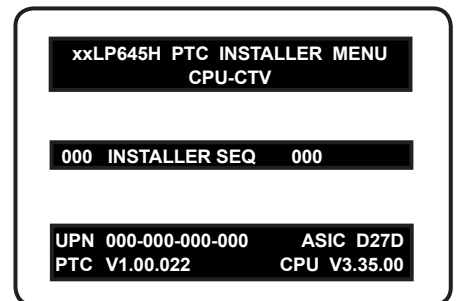 xxLP645H PTC INSTALLER MENU
CPU-CTV
000 INSTALLER SEQ 000
UPN 000-000-000-000 ASIC D27D
PTC V1.00.022 CPU V3.35.00